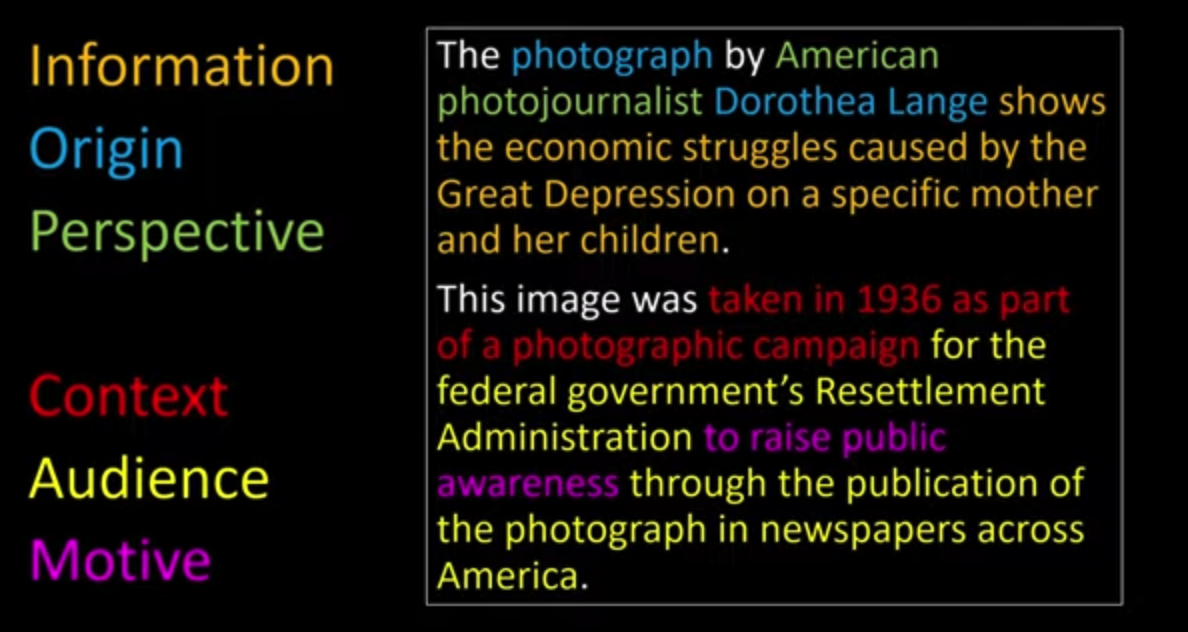 Information
Origin
Perspective
Context
Audience
Motive
The photograph by American
photojournalist Dorothea Lange shows
the economic struggles caused by the
Great Depression on a specific mother
and her children.
This image was taken in 1936 as part
of a photographic campaign for the
federal government’s Resettlement
Administration to raise public
awareness through the publication of
the photograph in newspapers across
America.